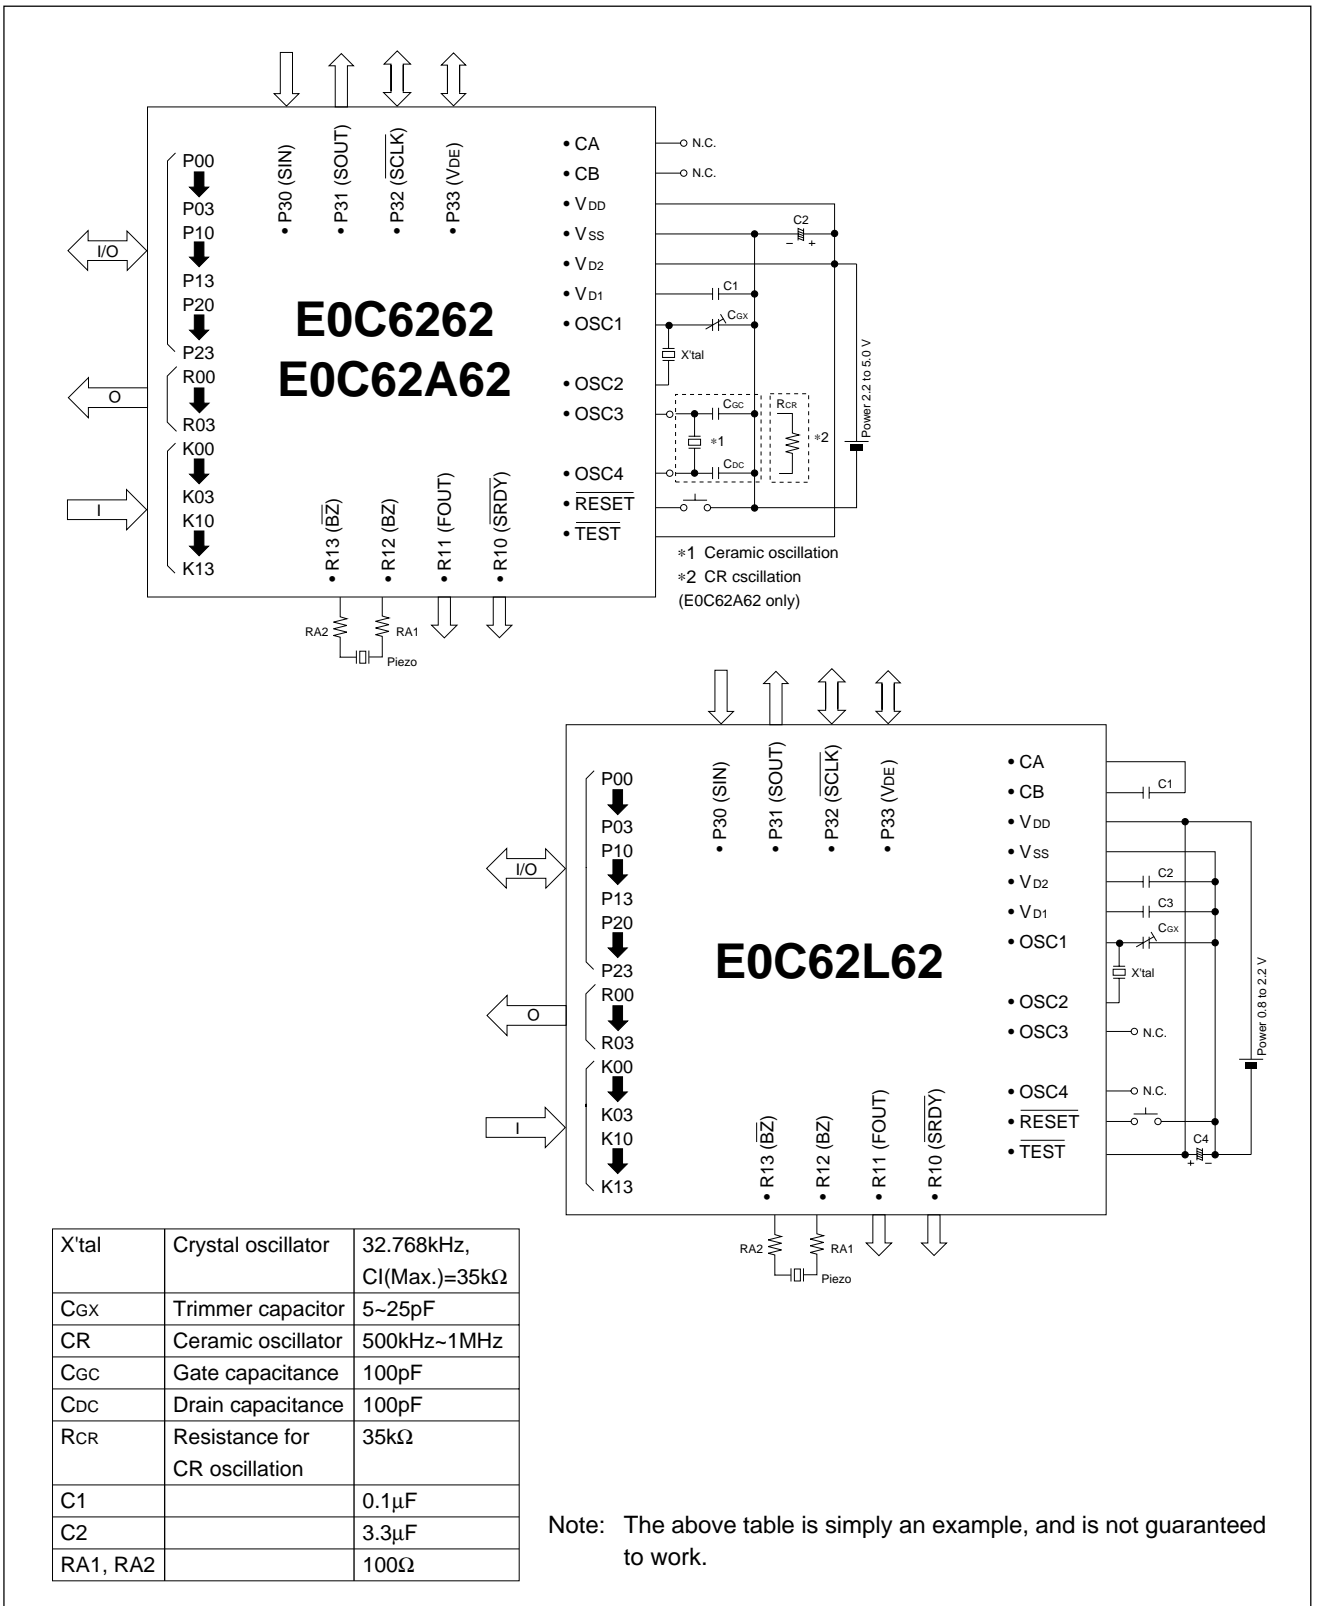 P30 (SIN)
P31 (SOUT)
P32 (SCLK)
P33 (VDE)
P00
P03
P10
P13
P20
P23
R00
R03
K00
K03
K10
K13
I/O
O
I
E0C6262
E0C62A62
CA
CB
VDD
VSS
VD2
VD1
OSC1
OSC2
OSC3
OSC4
RESET
TEST
N.C.
N.C.
C2
– +
C1
CGX
X'tal
CGC
*1
CDC
RCR
*2
Power 2.2 to 5.0 V
R13 (BZ)
R12 (BZ)
R11 (FOUT)
R10 (SRDY)
RA2
RA1
Piezo
*1 Ceramic oscillation
*2 CR cscillation
(E0C62A62 only)
P30 (SIN)
P31 (SOUT)
P32 (SCLK)
P33 (VDE)
P00
P03
P10
P13
P20
P23
R00
R03
K00
K03
K10
K13
I/O
O
I
E0C62L62
CA
CB
VDD
VSS
VD2
VD1
OSC1
OSC2
OSC3
OSC4
RESET
TEST
C1
C2
C3
CGX
X'tal
N.C.
N.C.
C4
+ –
Power 0.8 to 2.2 V
R13 (BZ)
R12 (BZ)
R11 (FOUT)
R10 (SRDY)
RA2
RA1
Piezo
X'tal Crystal oscillator 32.768kHz,
CI(Max.)=35kΩ
CGX Trimmer capacitor 5~25pF
CR Ceramic oscillator 500kHz~1MHz
CGC Gate capacitance 100pF
CDC Drain capacitance 100pF
RCR Resistance for 35kΩ
CR oscillation
C1 0.1µF
C2 3.3µF
RA1, RA2 100Ω
Note: The above table is simply an example, and is not guaranteed
to work.